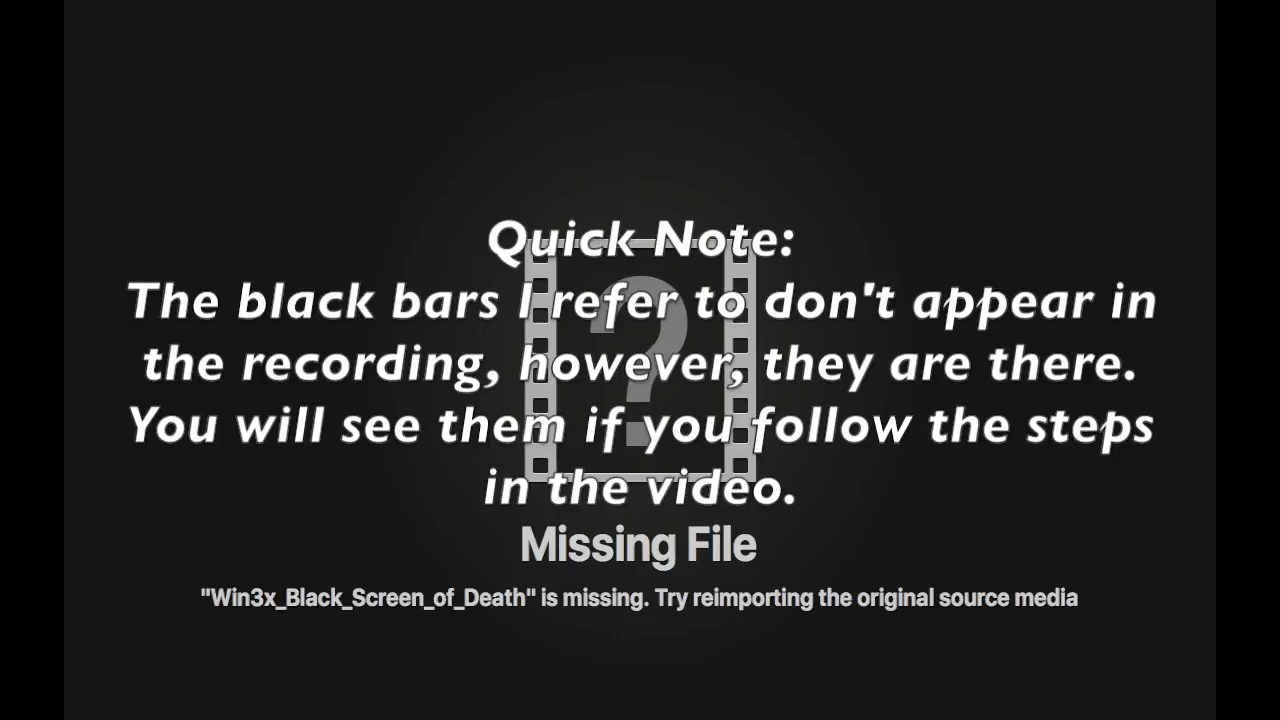 Quick Note:
The black bars I refer to don't appear in
the recording, however, they are there.
You will see them if you follow the steps
in the video.
Missing File
"Win3x_Black_Screen_of_Death" is missing. Try reimporting the original source media